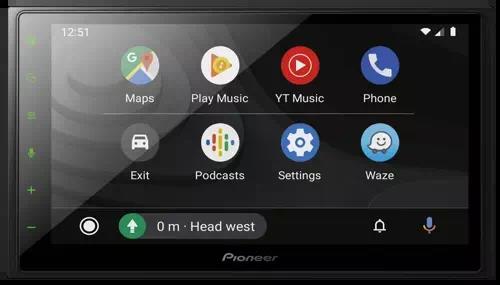 12:51
Maps Play Music YT Music Phone
Exit Podcasts Settings Waze
0 m · Head west
Pioneer